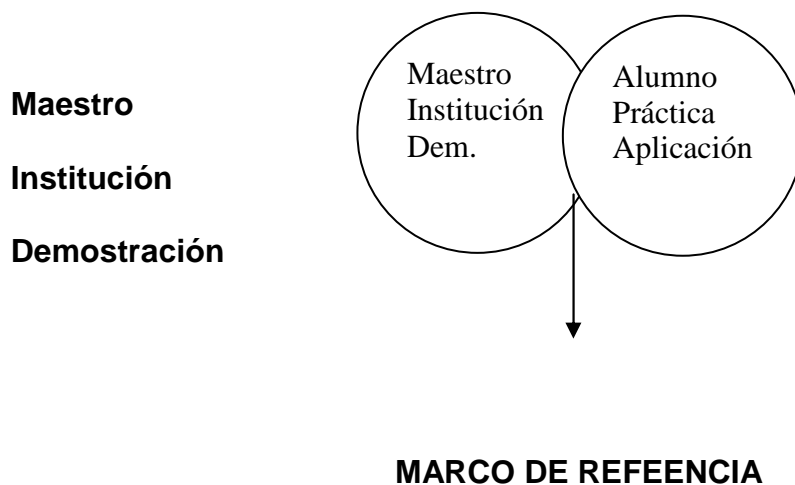 Maestro
Institución
Demostración
Maestro
Institución
Dem.
Alumno
Práctica
Aplicación
MARCO DE REFEENCIA